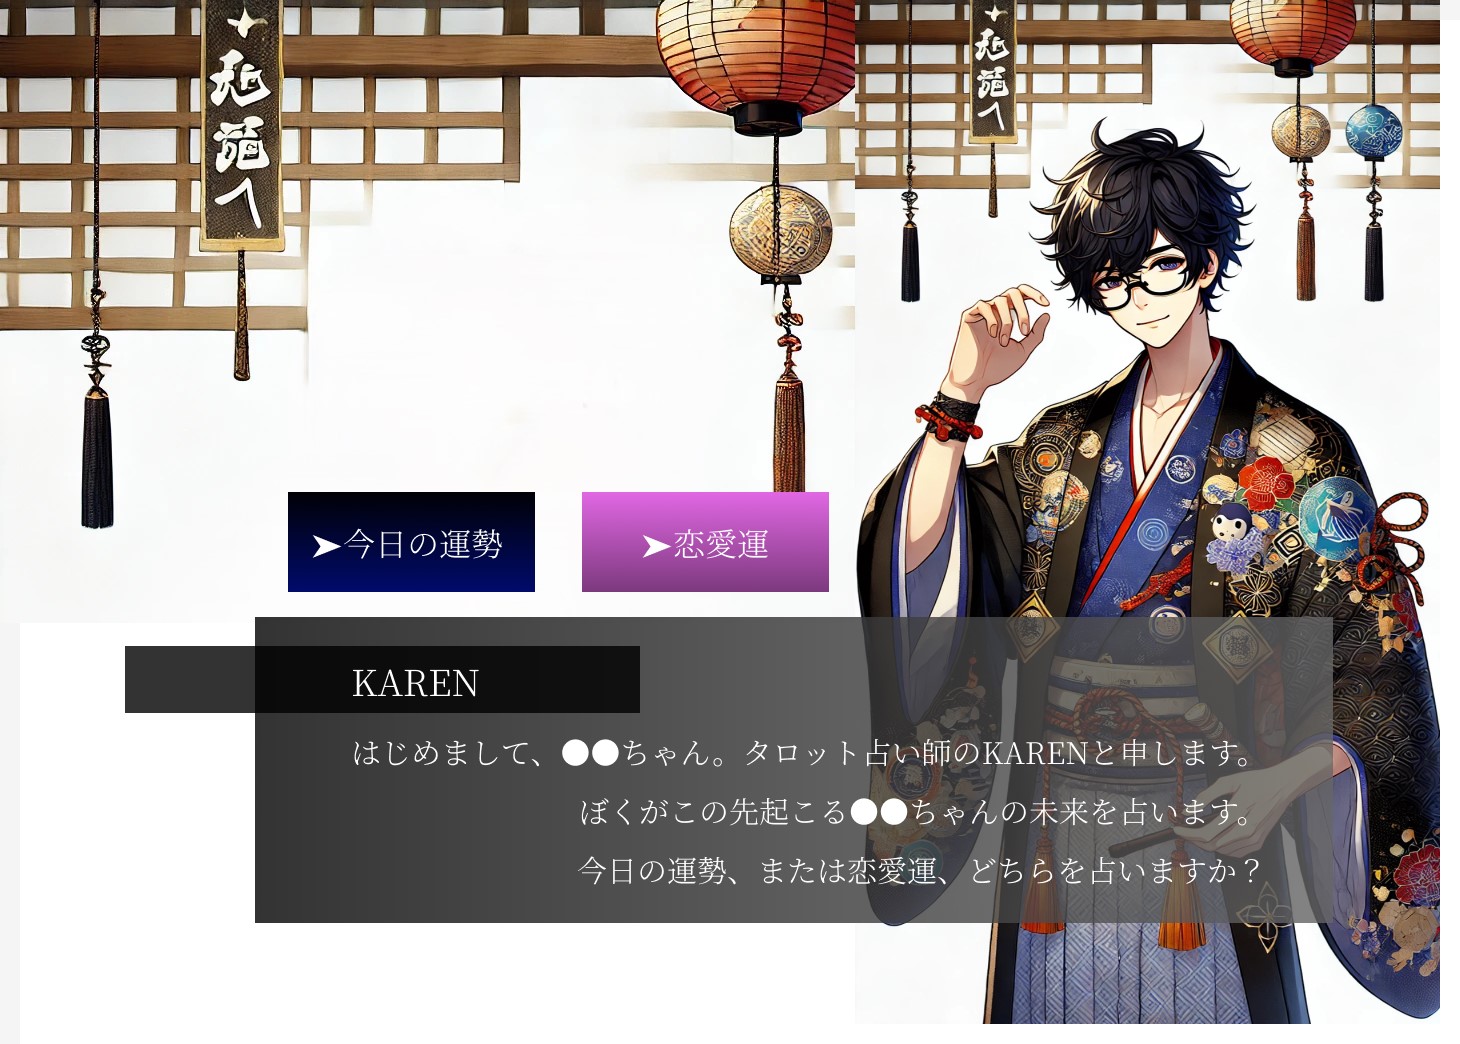 ➤今日の運勢
➤恋愛運
KAREN
はじめまして、●●ちゃん。タロット占い師のKARENと申します。
ぼくがこの先起こる●●ちゃんの未来を占います。
今日の運勢、または恋愛運、どちらを占いますか？